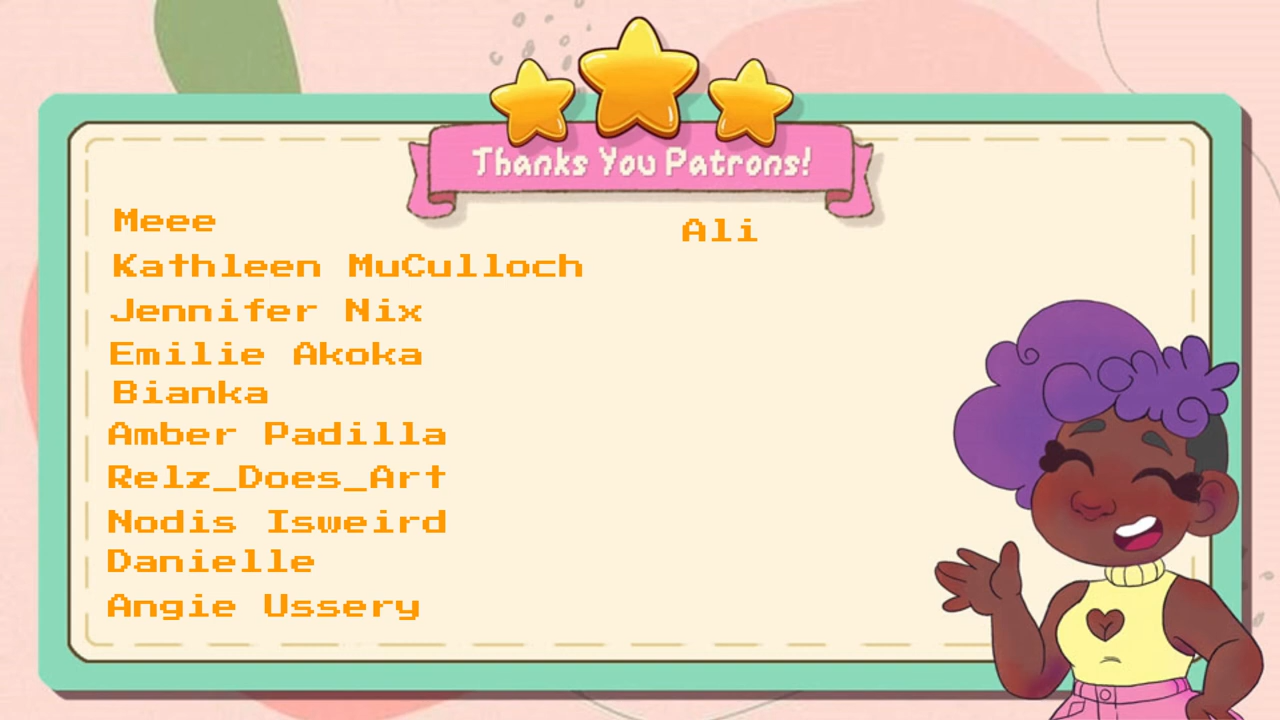 Thanks You Patrons!
Meee
Kathleen MuCulloch
Jennifer Nix
Emilie Akoka
Bianka
Amber Padilla
Relz_Does_Art
Nodis Isweird
Danielle
Angie Ussery
Ali